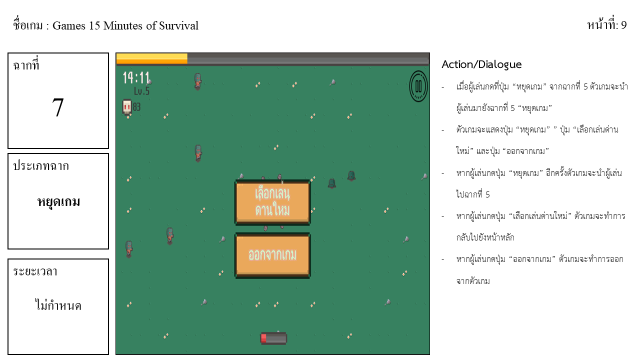 ชื่อเกม : Games 15 Minutes of Survival
หน้าที่: 9
ฉากที่
7
ประเภทฉาก
หยุดเกม
ระยะเวลา
ไม่กำหนด
14:11
Lv.5
83
เลือกเล่น
ด่านใหม่
ออกจากเกม
Action/Dialogue
- เมื่อผู้เล่นกดที่ปุ่ม “หยุดเกม” จากฉากที่ 5 ตัวเกมจะนำ
ผู้เล่นมายังฉากที่ 5 “หยุดเกม”
- ตัวเกมจะแสดงปุ่ม “หยุดเกม” ” ปุ่ม “เลือกเล่นด่าน
ใหม่” และปุ่ม “ออกจากเกม”
- หากผู้เล่นกดปุ่ม “หยุดเกม” อีกครั้งตัวเกมจะนำผู้เล่น
ไปฉากที่ 5
- หากผู้เล่นกดปุ่ม “เลือกเล่นด่านใหม่” ตัวเกมจะทำการ
กลับไปยังหน้าหลัก
- หากผู้เล่นกดปุ่ม “ออกจากเกม” ตัวเกมจะทำการออก
จากตัวเกม